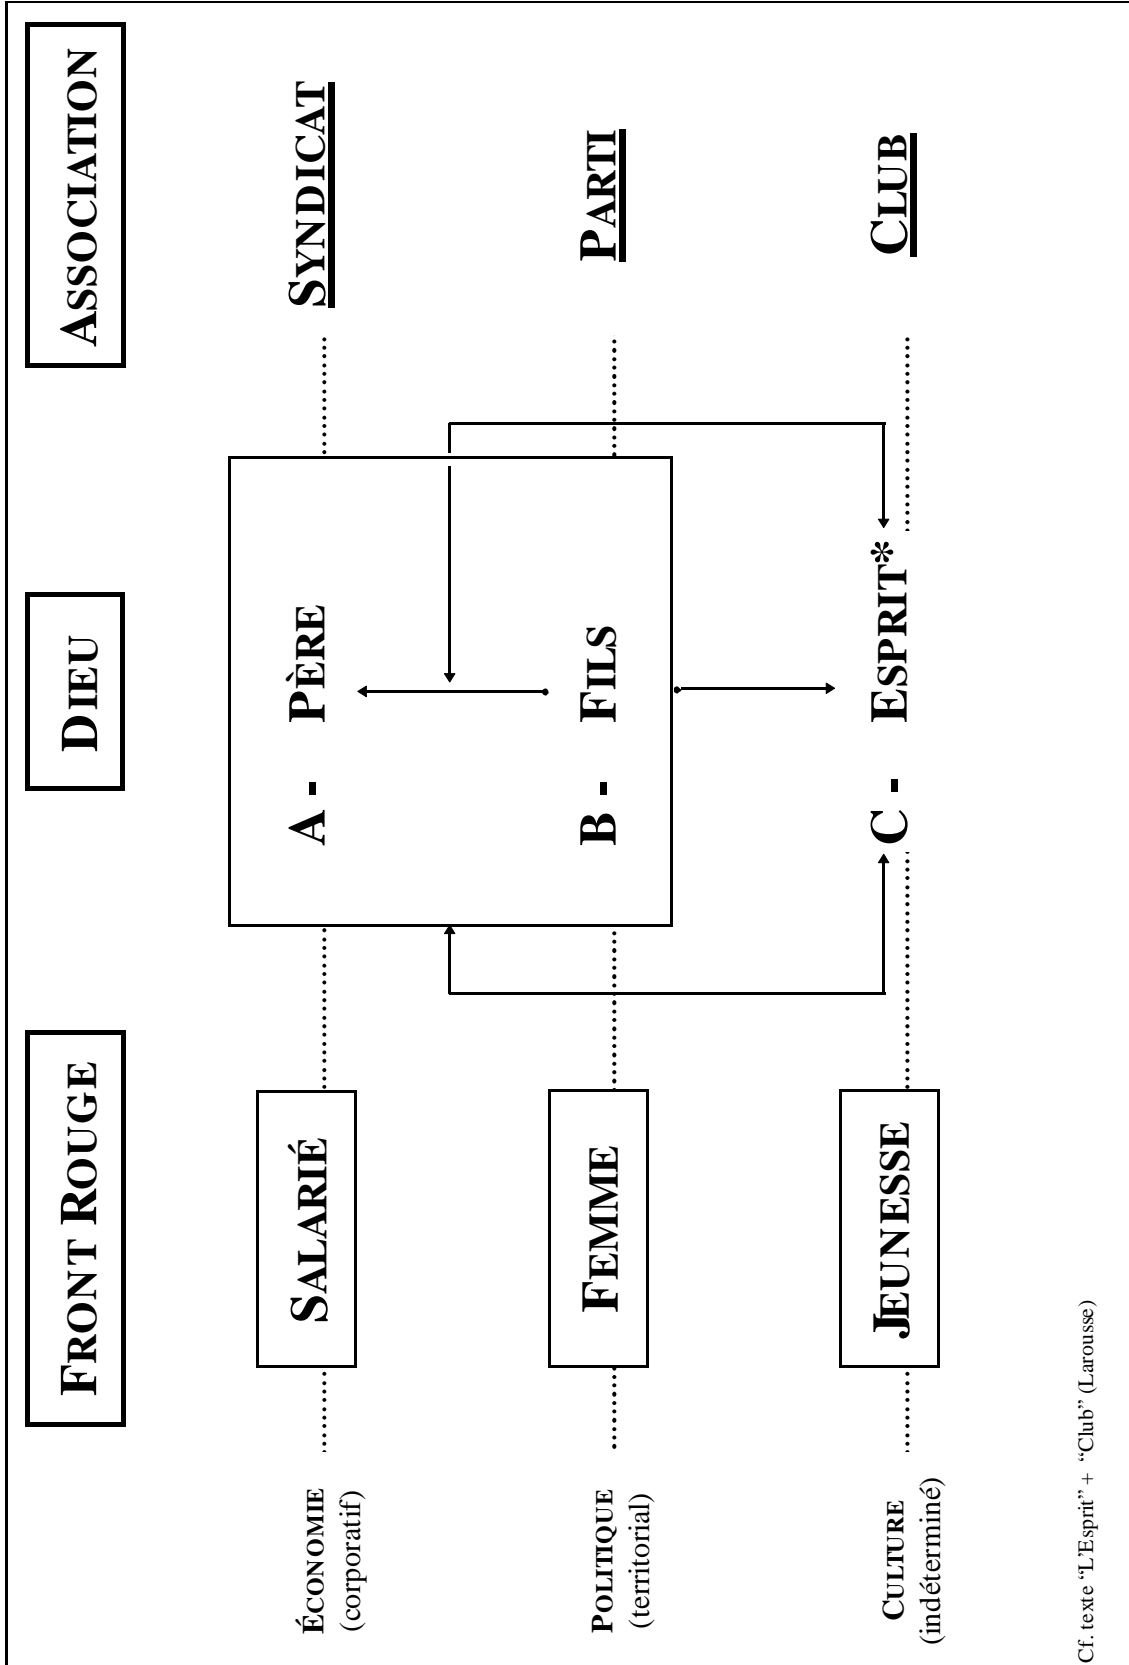 FRONT ROUGE
DIEU
ASSOCIATION
ÉCONOMIE
(corporatif)
SALARIÉ
A - PÈRE
SYNDICAT
POLITIQUE
(territorial)
FEMME
B - FILS
PARTI
CULTURE
(indéterminé)
JEUNESSE
C - ESPRIT*
CLUB
Cf. texte “L’Esprit” + “Club” (Larousse)